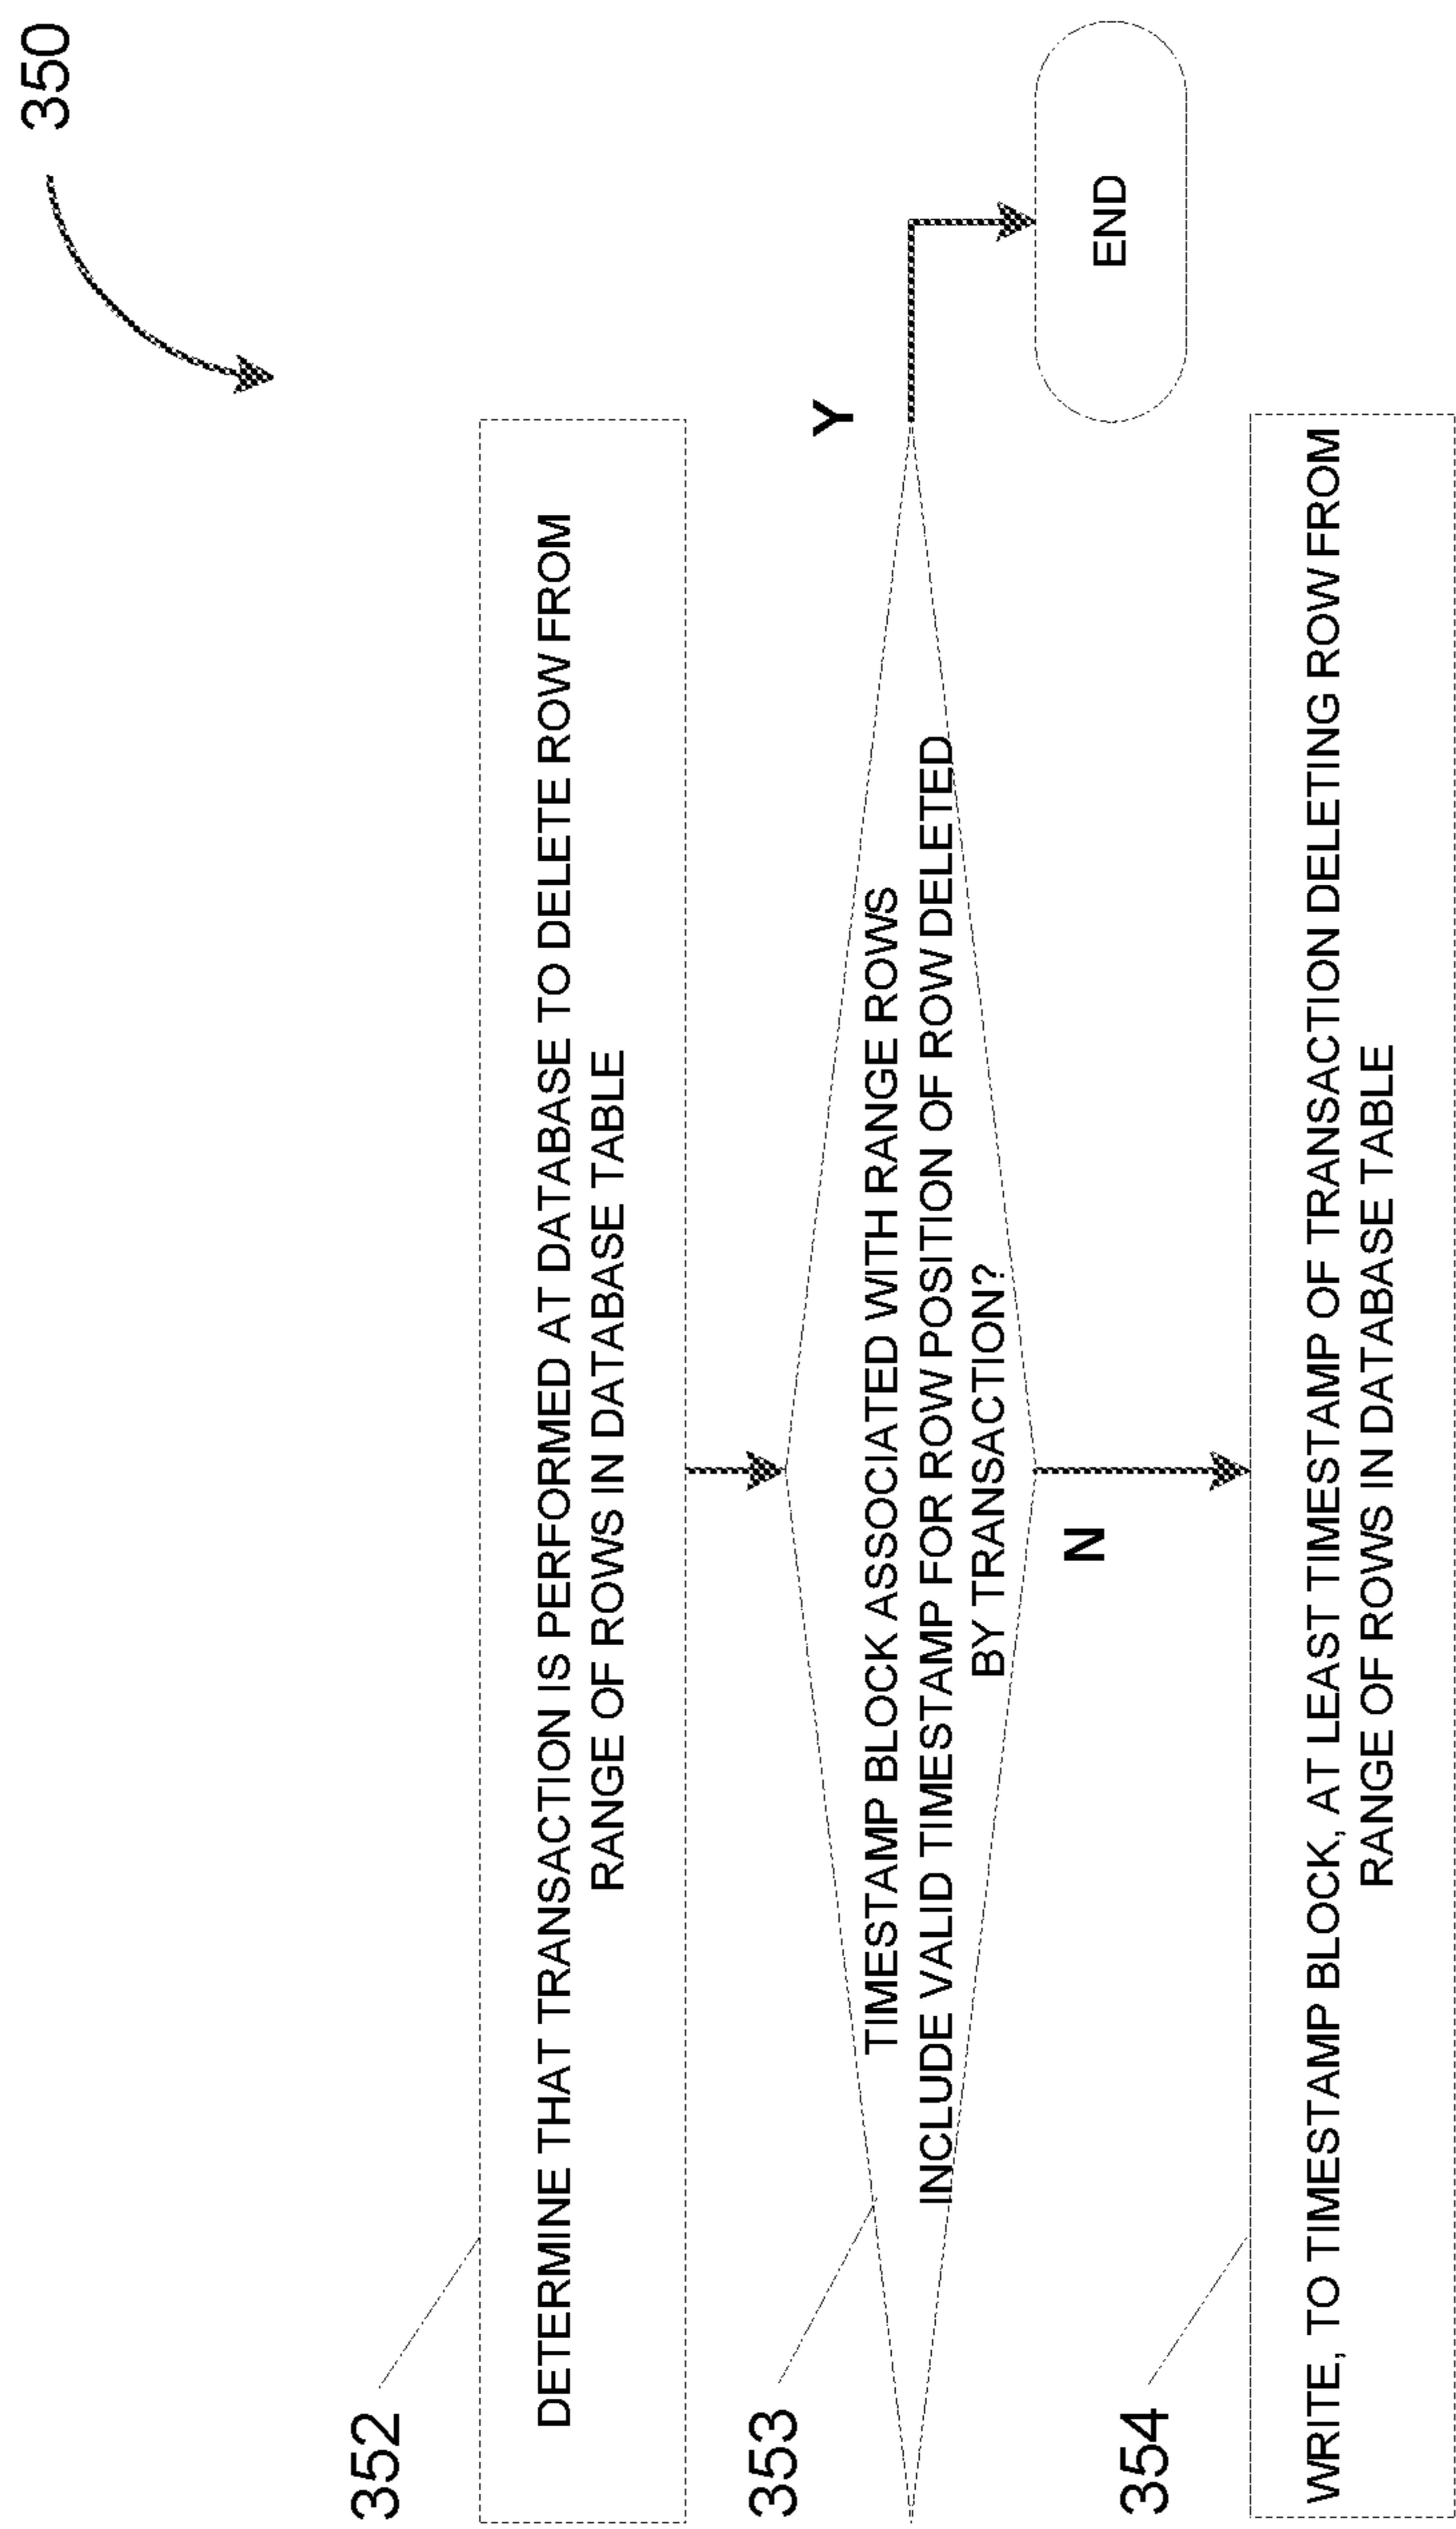 350
352
DETERMINE THAT TRANSACTION IS PERFORMED AT DATABASE TO DELETE ROW FROM
RANGE OF ROWS IN DATABASE TABLE
353
TIMESTAMP BLOCK ASSOCIATED WITH RANGE ROWS
INCLUDE VALID TIMESTAMP FOR ROW POSITION OF ROW DELETED
BY TRANSACTION?
Y
END
N
354
WRITE, TO TIMESTAMP BLOCK, AT LEAST TIMESTAMP OF TRANSACTION DELETING ROW FROM
RANGE OF ROWS IN DATABASE TABLE